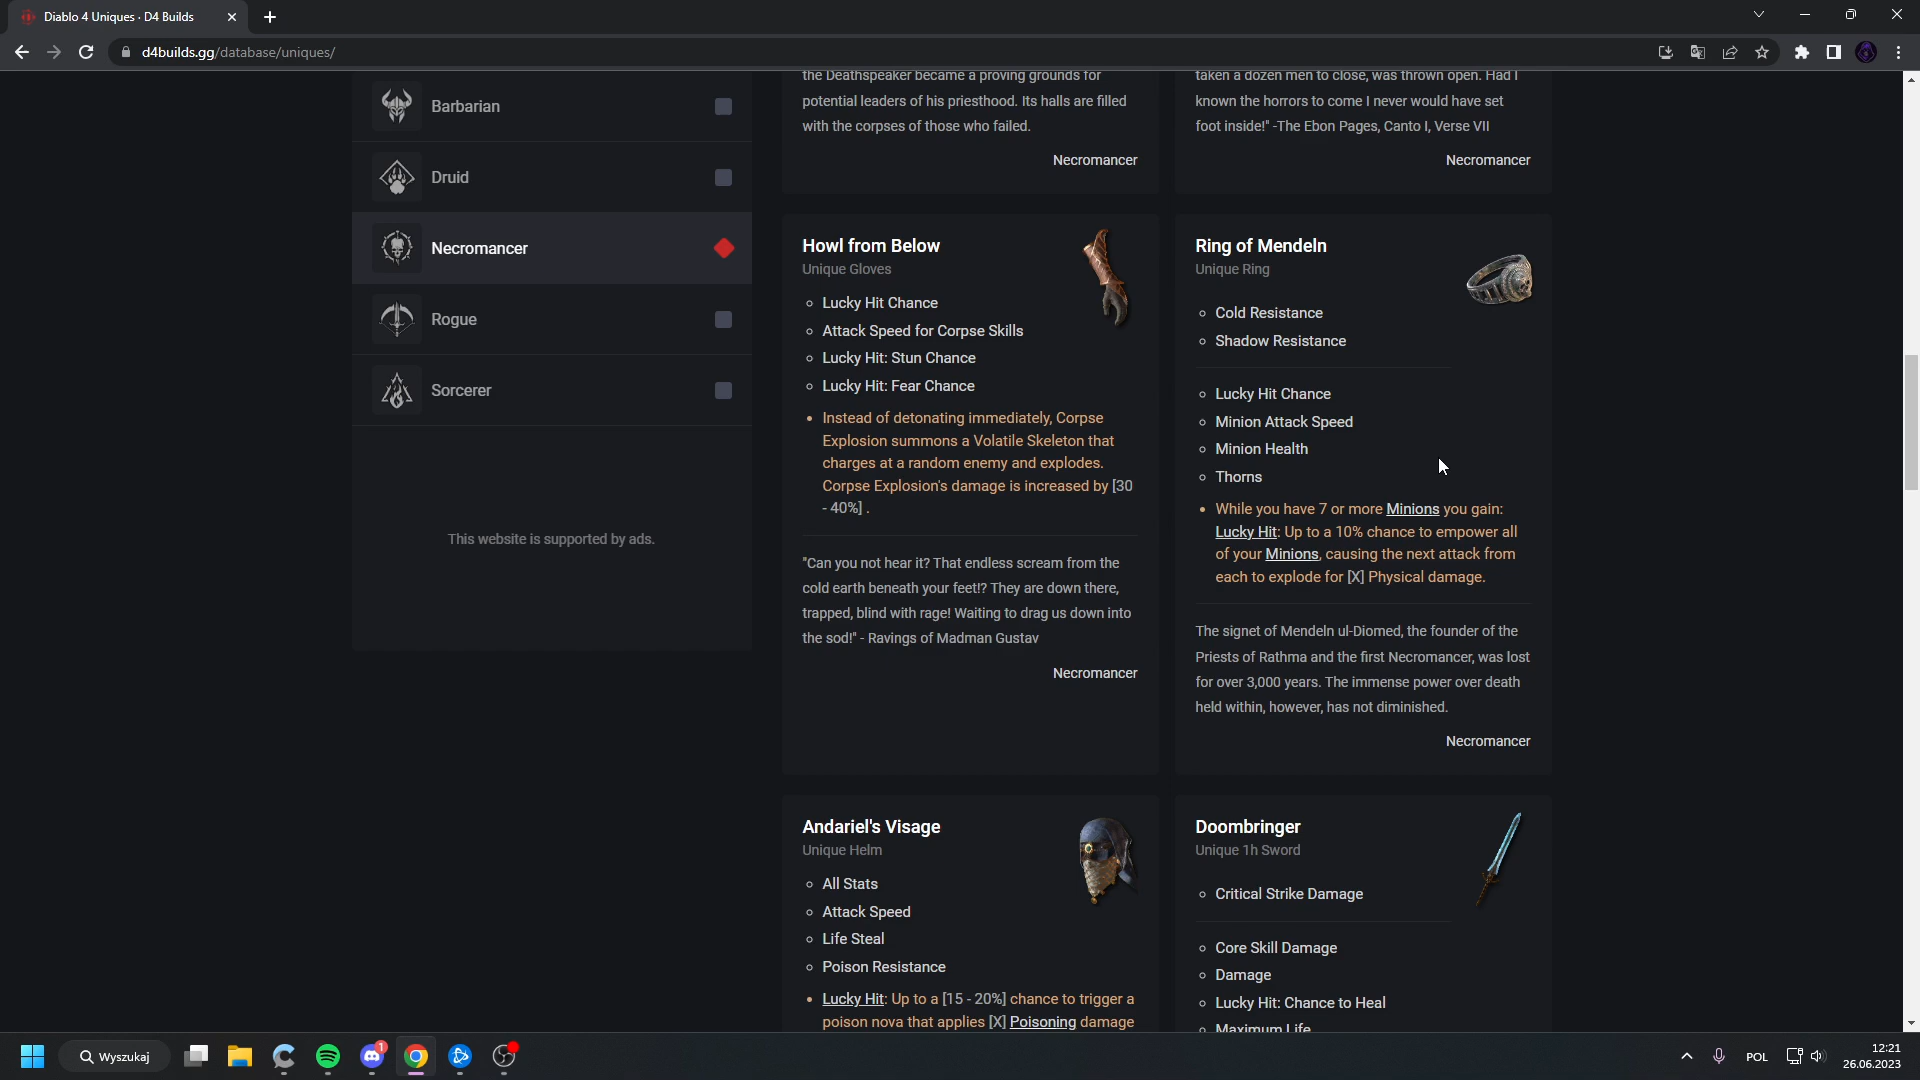 Diablo 4 Uniques · D4 Builds
d4builds.gg/database/uniques/
Barbarian
Druid
Necromancer
Rogue
Sorcerer
This website is supported by ads.
the Deathspeaker became a proving grounds for
potential leaders of his priesthood. Its halls are filled
with the corpses of those who failed.
Necromancer
taken a dozen men to close, was thrown open. Had I
known the horrors to come I never would have set
foot inside!" -The Ebon Pages, Canto I, Verse VII
Necromancer
Howl from Below
Unique Gloves
Lucky Hit Chance
Attack Speed for Corpse Skills
Lucky Hit: Stun Chance
Lucky Hit: Fear Chance
Instead of detonating immediately, Corpse
Explosion summons a Volatile Skeleton that
charges at a random enemy and explodes.
Corpse Explosion's damage is increased by [30
- 40%] .
"Can you not hear it? That endless scream from the
cold earth beneath your feet!? They are down there,
trapped, blind with rage! Waiting to drag us down into
the sod!" - Ravings of Madman Gustav
Necromancer
Ring of Mendeln
Unique Ring
Cold Resistance
Shadow Resistance
Lucky Hit Chance
Minion Attack Speed
Minion Health
Thorns
While you have 7 or more Minions you gain:
Lucky Hit: Up to a 10% chance to empower all
of your Minions, causing the next attack from
each to explode for [X] Physical damage.
The signet of Mendeln ul-Diomed, the founder of the
Priests of Rathma and the first Necromancer, was lost
for over 3,000 years. The immense power over death
held within, however, has not diminished.
Necromancer
Andariel's Visage
Unique Helm
All Stats
Attack Speed
Life Steal
Poison Resistance
Lucky Hit: Up to a [15 - 20%] chance to trigger a
poison nova that applies [X] Poisoning damage
Doombringer
Unique 1h Sword
Critical Strike Damage
Core Skill Damage
Damage
Lucky Hit: Chance to Heal
Maximum Life
Wyszukaj
1
POL
12:21
26.06.2023